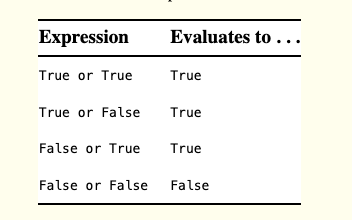 Expression Evaluates to . . .
True or True True
True or False True
False or True True
False or False False